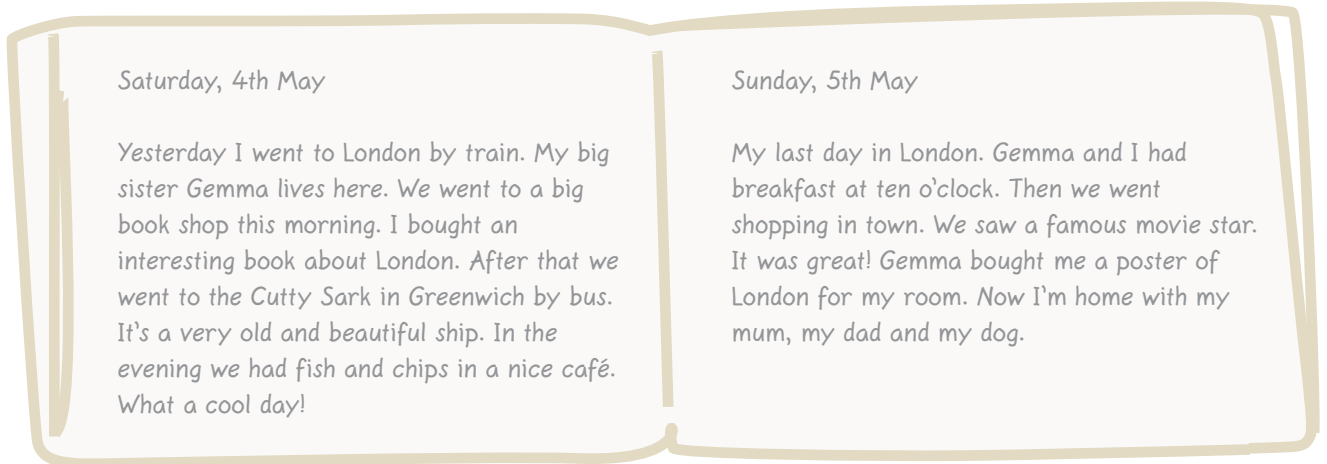 Saturday, 4th May
Yesterday I went to London by train. My big
sister Gemma lives here. We went to a big
book shop this morning. I bought an
interesting book about London. After that we
went to the Cutty Sark in Greenwich by bus.
It's a very old and beautiful ship. In the
evening we had fish and chips in a nice café.
What a cool day!
Sunday, 5th May
My last day in London. Gemma and I had
breakfast at ten o'clock. Then we went
shopping in town. We saw a famous movie star.
It was great! Gemma bought me a poster of
London for my room. Now I'm home with my
mum, my dad and my dog.